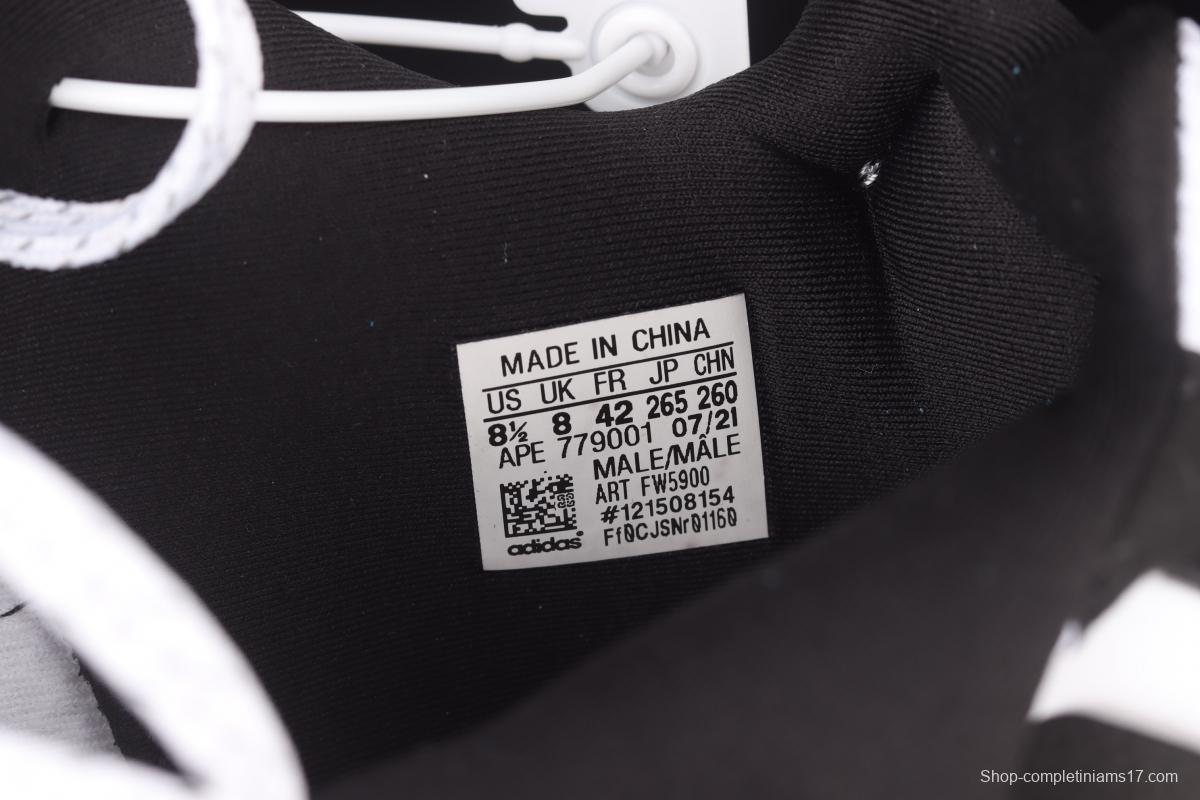 MADE IN CHINA
US UK FR JP CHN
8½ 8 42 265 260
APE 779001 07/21
MALE/MÂLE
ART FW5900
#121508154
Ff0CJSNr01160
adidas
Shop-completiniams17.com